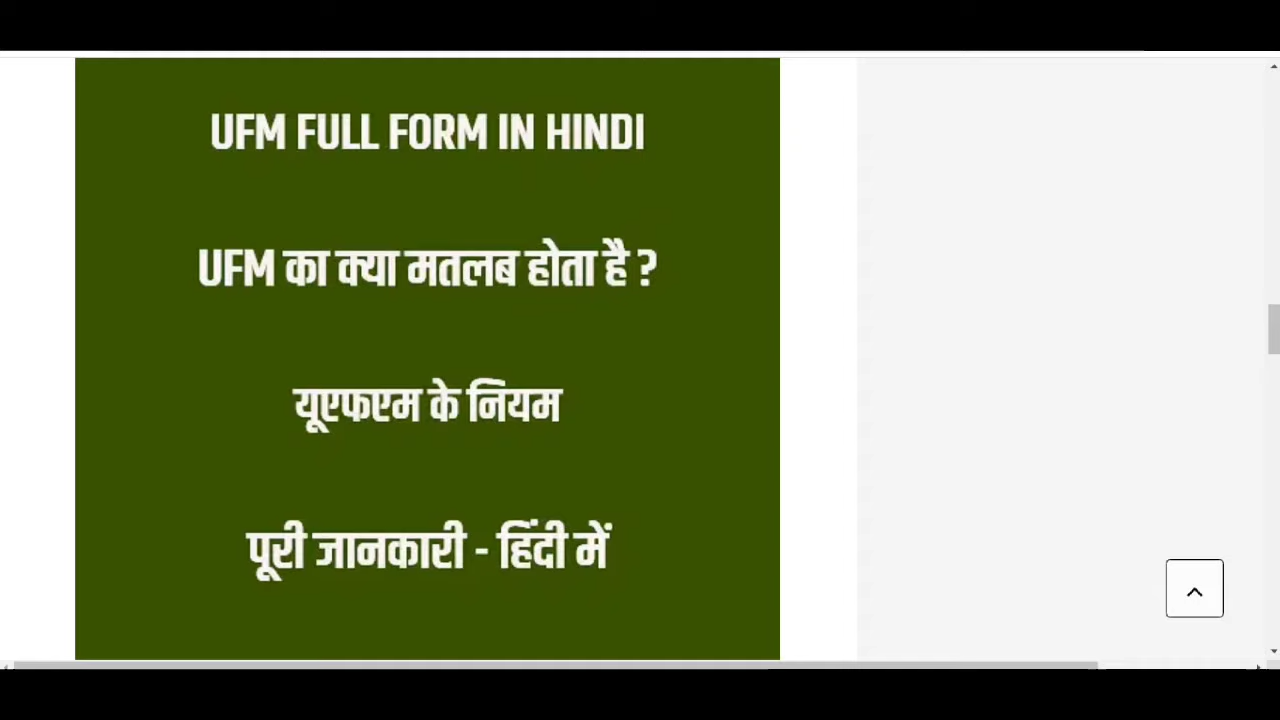 UFM FULL FORM IN HINDI
UFM का क्या मतलब होता है ?
यूएफएम के नियम
पूरी जानकारी - हिंदी में